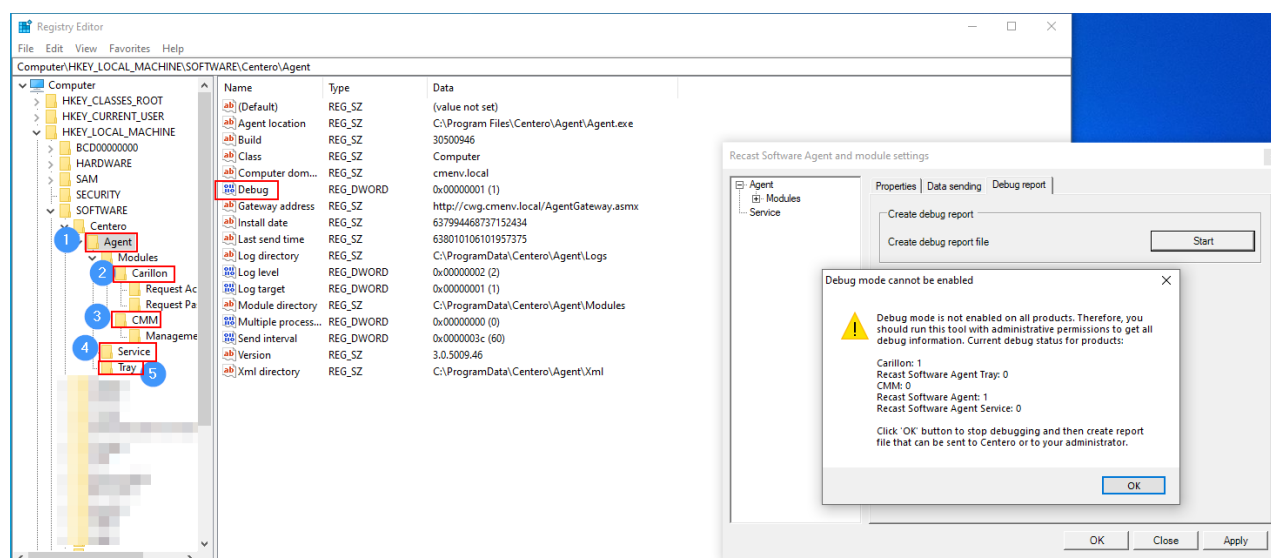 Registry Editor
File Edit View Favorites Help
Computer\HKEY_LOCAL_MACHINE\SOFTWARE\Centero\Agent
Computer
HKEY_CLASSES_ROOT
HKEY_CURRENT_USER
HKEY_LOCAL_MACHINE
BCD00000000
HARDWARE
SAM
SECURITY
SOFTWARE
Centero
1 Agent
Modules
2 Carillon
Request Ac
Request Pa
3 CMM
Manageme
4 Service
Tray 5
Name Type Data
(Default) REG_SZ (value not set)
Agent location REG_SZ C:\Program Files\Centero\Agent\Agent.exe
Build REG_SZ 30500946
Class REG_SZ Computer
Computer dom... REG_SZ cmenv.local
Debug REG_DWORD 0x00000001 (1)
Gateway address REG_SZ http://cwg.cmenv.local/AgentGateway.asmx
Install date REG_SZ 637994468737152434
Last send time REG_SZ 638010106101957375
Log directory REG_SZ C:\ProgramData\Centero\Agent\Logs
Log level REG_DWORD 0x00000002 (2)
Log target REG_DWORD 0x00000001 (1)
Module directory REG_SZ C:\ProgramData\Centero\Agent\Modules
Multiple process... REG_DWORD 0x00000000 (0)
Send interval REG_DWORD 0x0000003c (60)
Version REG_SZ 3.0.5009.46
Xml directory REG_SZ C:\ProgramData\Centero\Agent\Xml
Recast Software Agent and module settings
Agent
Modules
Service
Properties Data sending Debug report
Create debug report
Create debug report file Start
Debug mode cannot be enabled
Debug mode is not enabled on all products. Therefore, you
should run this tool with administrative permissions to get all
debug information. Current debug status for products:
Carillon: 1
Recast Software Agent Tray: 0
CMM: 0
Recast Software Agent: 1
Recast Software Agent Service: 0
Click 'OK' button to stop debugging and then create report
file that can be sent to Centero or to your administrator.
OK
OK Close Apply